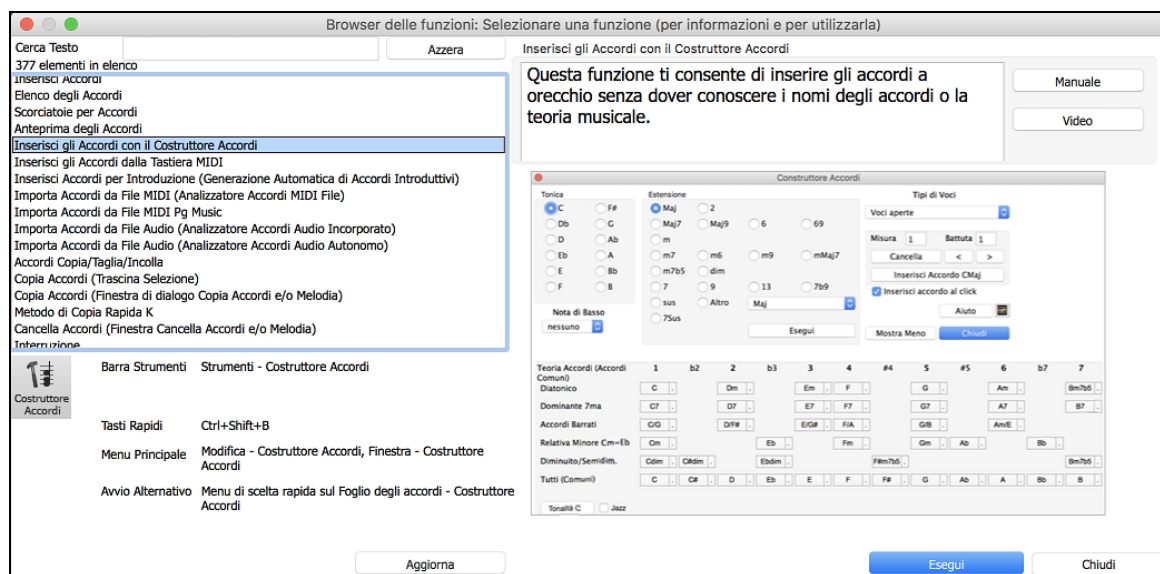 Browser delle funzioni: Selezionare una funzione (per informazioni e per utilizzarla)
Cerca Testo
Azzera
377 elementi in elenco
Inserisci Accordi
Elenco degli Accordi
Scorciatoie per Accordi
Anteprima degli Accordi
Inserisci gli Accordi con il Costruttore Accordi
Inserisci gli Accordi dalla Tastiera MIDI
Inserisci Accordi per Introduzione (Generazione Automatica di Accordi Introduttivi)
Importa Accordi da File MIDI (Analizzatore Accordi MIDI File)
Importa Accordi da File MIDI Pg Music
Importa Accordi da File Audio (Analizzatore Accordi Audio Incorporato)
Importa Accordi da File Audio (Analizzatore Accordi Audio Autonomo)
Accordi Copia/Taglia/Incolla
Copia Accordi (Trascina Selezione)
Copia Accordi (Finestra di dialogo Copia Accordi e/o Melodia)
Metodo di Copia Rapida K
Cancella Accordi (Finestra Cancella Accordi e/o Melodia)
Interruzione
Costruttore
Accordi
Barra Strumenti Strumenti - Costruttore Accordi
Tasti Rapidi Ctrl+Shift+B
Menu Principale Modifica - Costruttore Accordi, Finestra - Costruttore
Accordi
Avvio Alternativo Menu di scelta rapida sul Foglio degli accordi - Costruttore
Accordi
Aggiorna
Inserisci gli Accordi con il Costruttore Accordi
Questa funzione ti consente di inserire gli accordi a
orecchio senza dover conoscere i nomi degli accordi o la
teoria musicale.
Manuale
Video
Construttore Accordi
Tonica
C F#
Db G
D Ab
Eb A
E Bb
F B
Nota di Basso
nessuno
Estensione
Maj 2
Maj7 Maj9 6 69
m
m7 m6 m9 mMaj7
m7b5 dim
7 9 13 7b9
sus Altro Maj
7Sus
Esegui
Tipi di Voci
Voci aperte
Misura 1 Battuta 1
Cancella < >
Inserisci Accordo CMaj
Inserisci accordo al click
Aiuto
Mostra Meno Chiudi
Teoria Accordi (Accordi
Comuni)
1 b2 2 b3 3 4 #4 5 #5 6 b7 7
Diatonico C Dm Em F G Am Bm7b5
Dominante 7ma C7 D7 E7 F7 G7 A7 B7
Accordi Barrati C/G D/F# E/G# F/A G/B Am/E
Relativa Minore Cm=Eb Cm Eb Fm Gm Ab Bb
Diminuito/Semidim. Cdim C#dim Ebdim F#m7b5 Bm7b5
Tutti (Comuni) C C# D Eb E F F# G Ab A Bb B
Tonalità C Jazz
Esegui
Chiudi